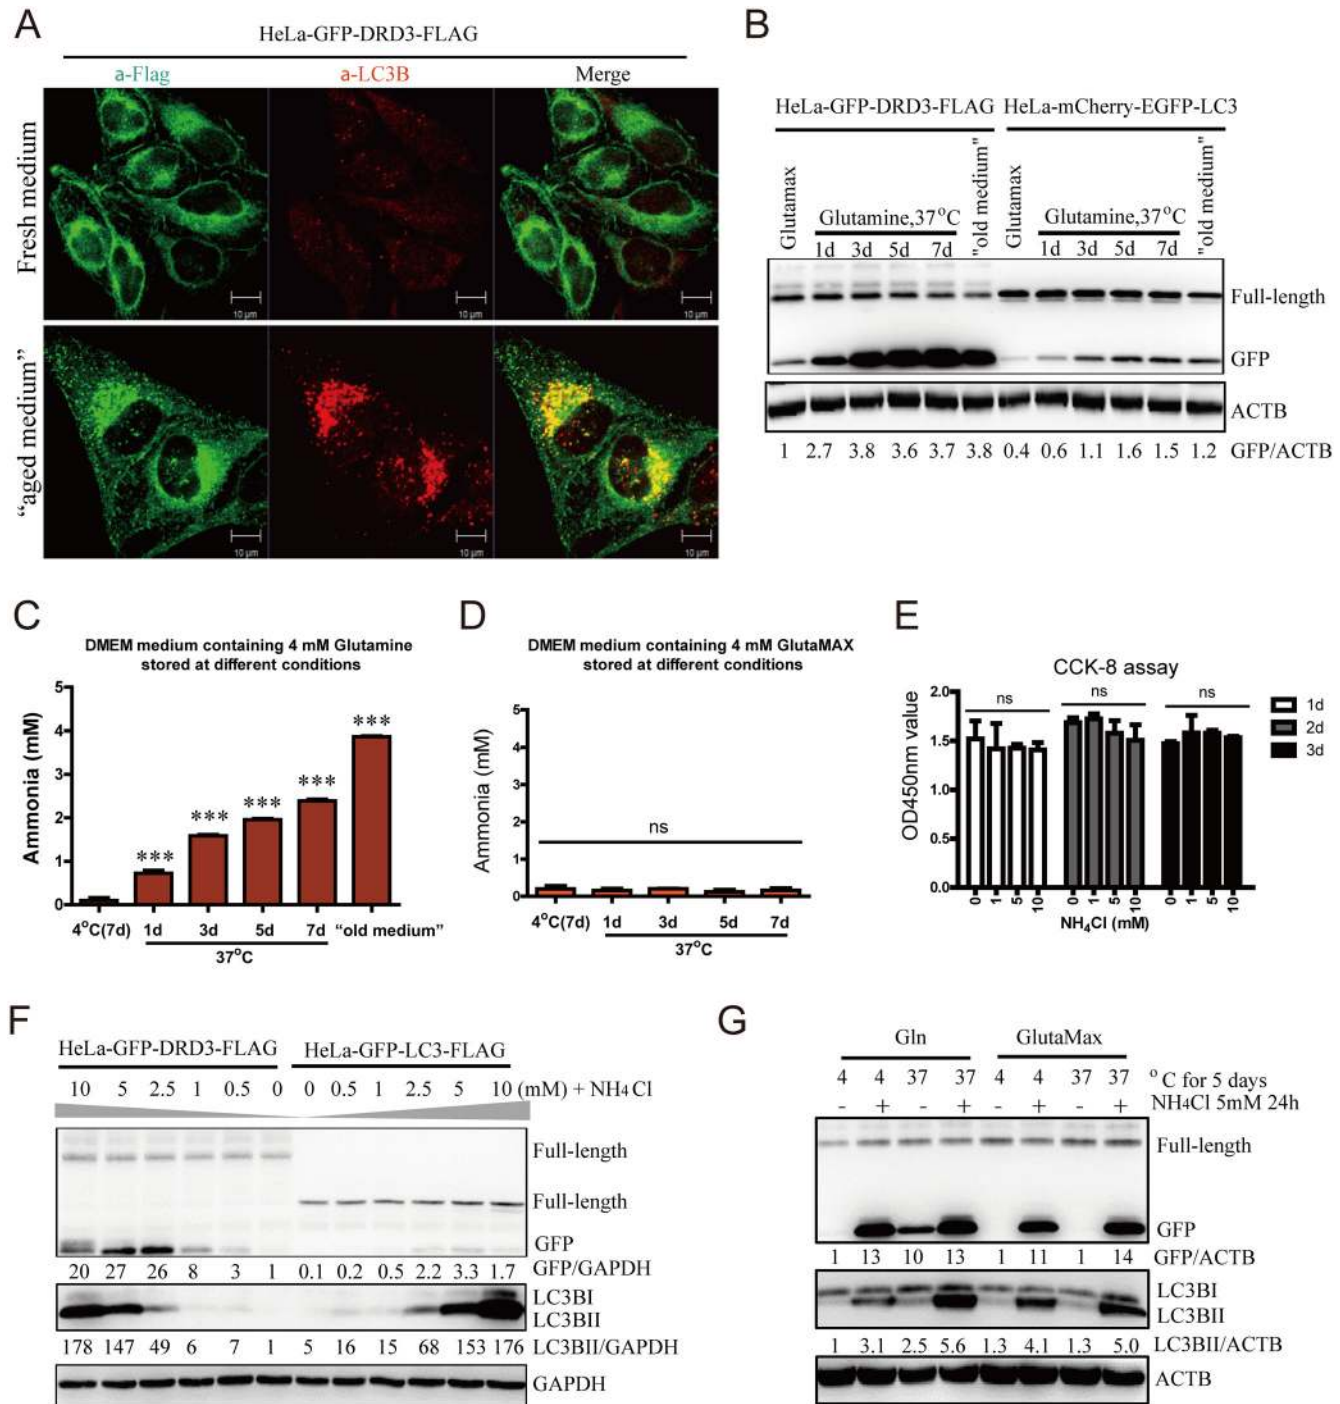 A
HeLa-GFP-DRD3-FLAG
a-Flag a-LC3B Merge
Fresh medium
10 µm 10 µm 10 µm
“aged medium”
10 µm 10 µm 10 µm
B
HeLa-GFP-DRD3-FLAG HeLa-mCherry-EGFP-LC3
Glutamax Glutamine,37°C "old medium" Glutamax Glutamine,37°C "old medium"
1d 3d 5d 7d 1d 3d 5d 7d
Full-length
GFP
ACTB
1 2.7 3.8 3.6 3.7 3.8 0.4 0.6 1.1 1.6 1.5 1.2 GFP/ACTB
C
DMEM medium containing 4 mM Glutamine
stored at different conditions
Ammonia (mM)
5
4
3
2
1
0
*** *** *** *** ***
4°C(7d) 1d 3d 5d 7d “old medium”
37°C
D
DMEM medium containing 4 mM GlutaMAX
stored at different conditions
Ammonia (mM)
5
4
3
2
1
0
ns
4°C(7d) 1d 3d 5d 7d
37°C
E
CCK-8 assay
OD450nm value
2.0
1.5
1.0
0.5
0.0
ns ns ns
1d
2d
3d
0 1 5 10 0 1 5 10 0 1 5 10
NH₄Cl (mM)
F
HeLa-GFP-DRD3-FLAG HeLa-GFP-LC3-FLAG
10 5 2.5 1 0.5 0 0 0.5 1 2.5 5 10 (mM) + NH4Cl
Full-length
Full-length
GFP
20 27 26 8 3 1 0.1 0.2 0.5 2.2 3.3 1.7 GFP/GAPDH
LC3BI
LC3BII
178 147 49 6 7 1 5 16 15 68 153 176 LC3BII/GAPDH
GAPDH
G
Gln GlutaMax
4 4 37 37 4 4 37 37 °C for 5 days
- + - + - + - + NH4Cl 5mM 24h
Full-length
GFP
1 13 10 13 1 11 1 14 GFP/ACTB
LC3BI
LC3BII
1 3.1 2.5 5.6 1.3 4.1 1.3 5.0 LC3BII/ACTB
ACTB